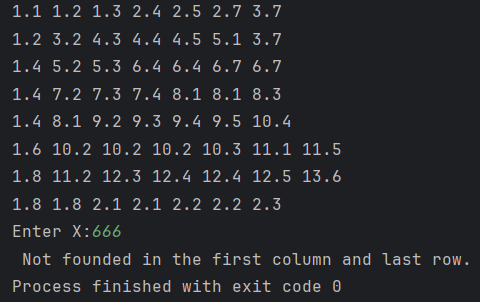 1.1 1.2 1.3 2.4 2.5 2.7 3.7
1.2 3.2 4.3 4.4 4.5 5.1 3.7
1.4 5.2 5.3 6.4 6.4 6.7 6.7
1.4 7.2 7.3 7.4 8.1 8.1 8.3
1.4 8.1 9.2 9.3 9.4 9.5 10.4
1.6 10.2 10.2 10.2 10.3 11.1 11.5
1.8 11.2 12.3 12.4 12.4 12.5 13.6
1.8 1.8 2.1 2.1 2.2 2.2 2.3
Enter X:666
 Not founded in the first column and last row.
Process finished with exit code 0